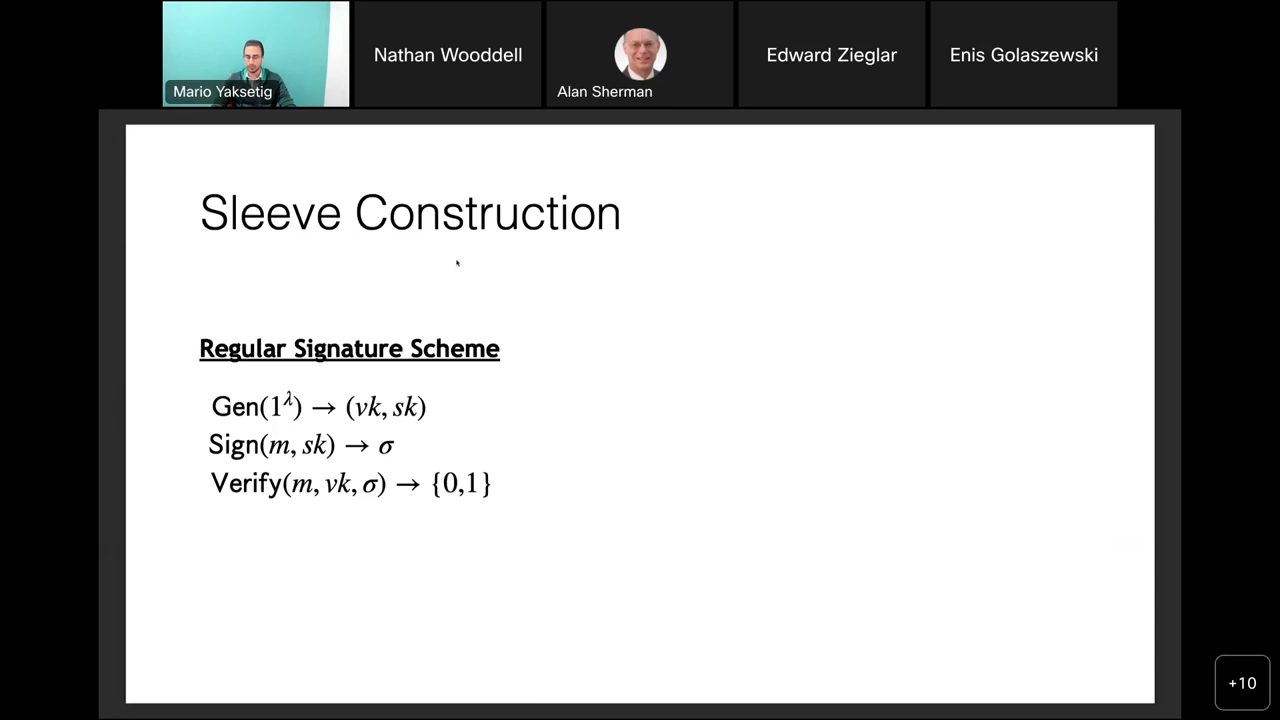 Mario Yaksetig
Nathan Wooddell
Alan Sherman
Edward Zieglar
Enis Golaszewski
Sleeve Construction
Regular Signature Scheme
Gen(1^λ) → (vk, sk)
Sign(m, sk) → σ
Verify(m, vk, σ) → {0,1}
+10